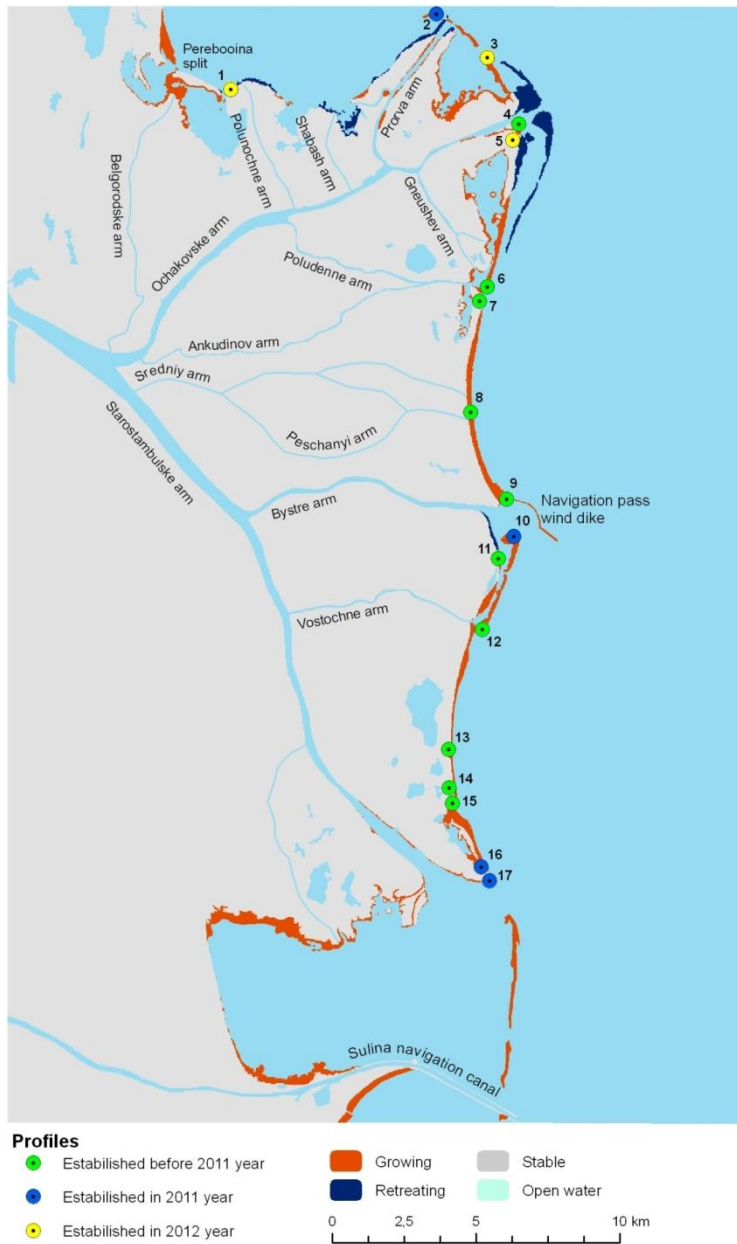 2
3
Perebooina
split
1
4
5
Prorva arm
Shabash arm
Polunochne arm
Belgorodske arm
Gneushev arm
Ochakovske arm
Poludenne arm
6
7
Ankudinov arm
Sredniy arm
8
Starostambulske arm
Peschanyi arm
9
Navigation pass
wind dike
Bystre arm
10
11
Vostochne arm
12
13
14
15
16
17
Sulina navigation canal
Profiles
Estabilished before 2011 year
Estabilished in 2011 year
Estabilished in 2012 year
Growing
Retreating
Stable
Open water
0 2,5 5 10 km